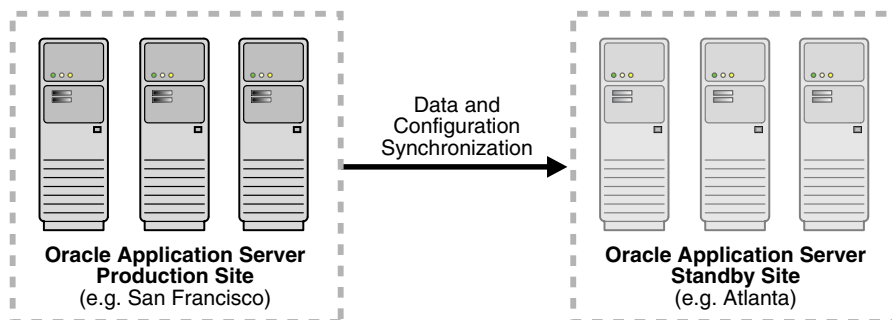 Data and
Configuration
Synchronization
Oracle Application Server
Production Site
(e.g. San Francisco)
Oracle Application Server
Standby Site
(e.g. Atlanta)